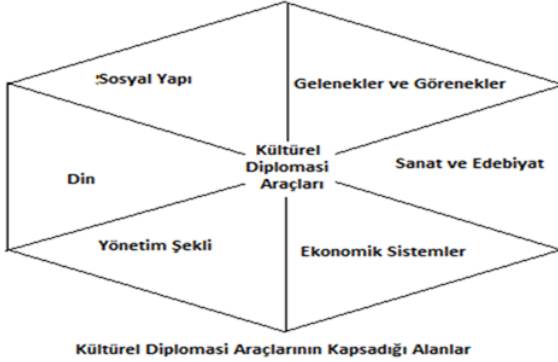 Sosyal Yapı
Gelenekler ve Görenekler
Kültürel
Diplomasi
Araçları
Sanat ve Edebiyat
Din
Yönetim Şekli
Ekonomik Sistemler
Kültürel Diplomasi Araçlarının Kapsadığı Alanlar